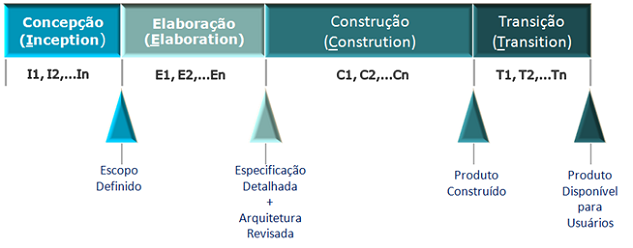 Concepção
(Inception)
Elaboração
(Elaboration)
Construção
(Constrution)
Transição
(Transition)
I1, I2,...In
E1, E2,...En
C1, C2,...Cn
T1, T2,...Tn
Escopo
Definido
Especificação
Detalhada
+
Arquitetura
Revisada
Produto
Construído
Produto
Disponível
para
Usuários